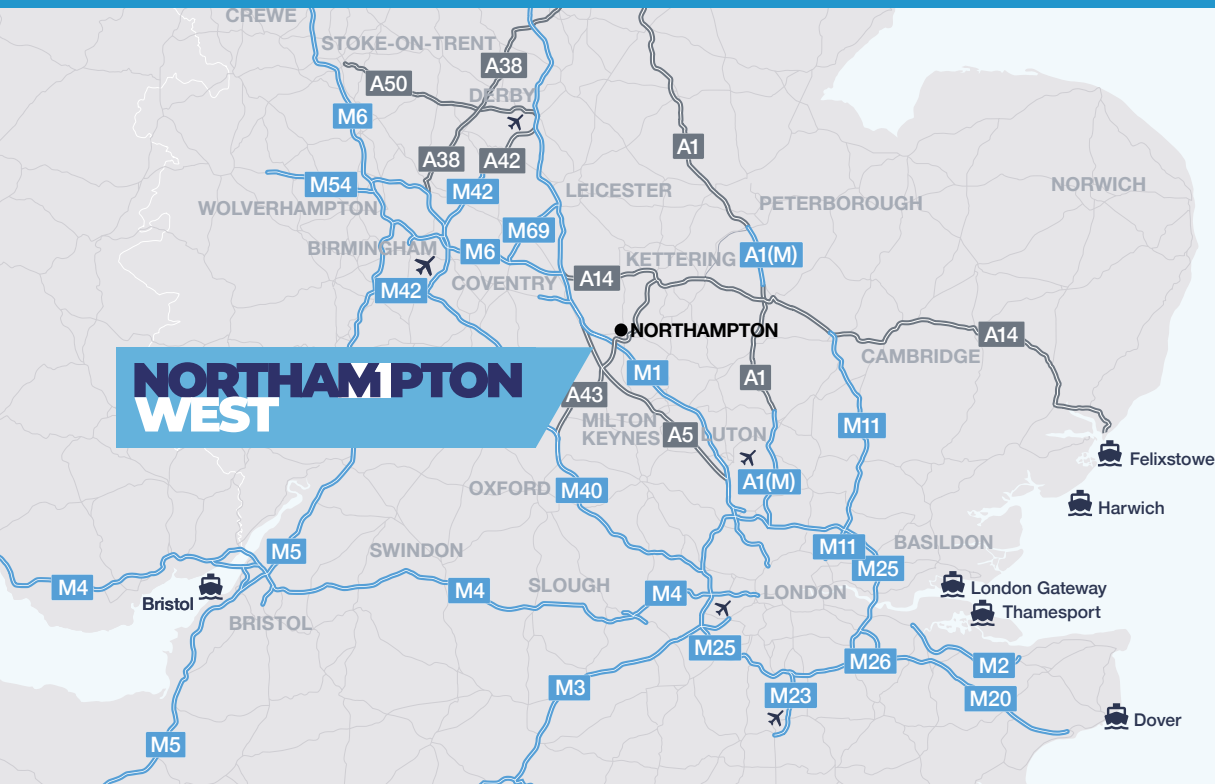 CREWE
STOKE-ON-TRENT
A38
A50
DERBY
M6
A1
A38
A42
M54
M42
LEICESTER
NORWICH
WOLVERHAMPTON
PETERBOROUGH
M69
BIRMINGHAM
M6
KETTERING
A1(M)
COVENTRY
A14
M42
NORTHAMPTON
A14
CAMBRIDGE
M1
A1
NORTHAMPTON
WEST
A43
MILTON
KEYNES
A5
LUTON
M11
Felixstowe
A1(M)
OXFORD
M40
Harwich
M5
SWINDON
M11
BASILDON
M25
M4
Bristol
M4
SLOUGH
M4
LONDON
London Gateway
Thamesport
BRISTOL
M25
M26
M2
M3
M23
M20
Dover
M5